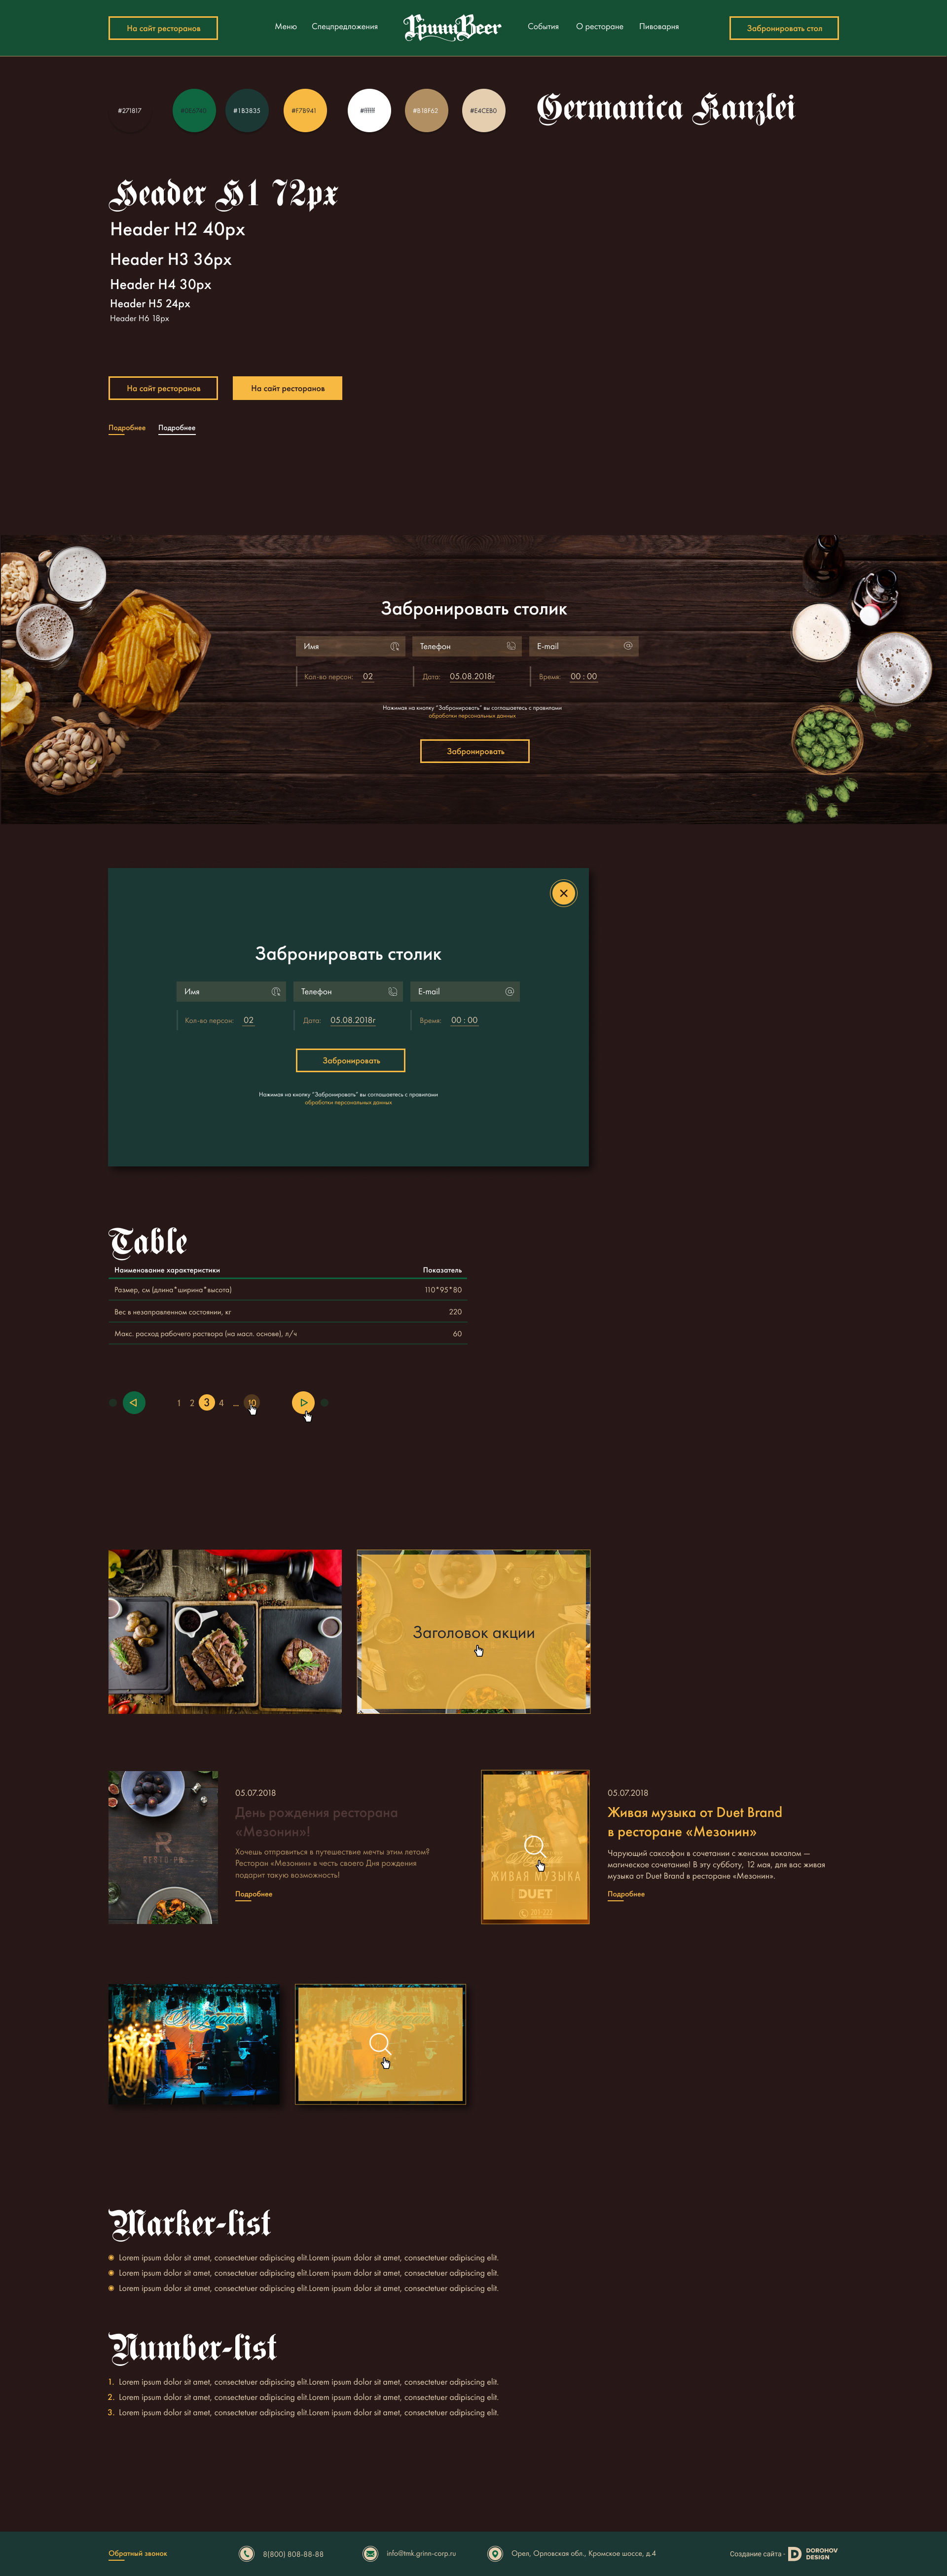 На сайт ресторанов
Меню
Спецпредложения
ГриннBeer
События
О ресторане
Пивоварня
Забронировать стол
#271817
#0E6740
#1B3835
#F7B941
#ffffff
#B18F62
#E4CEB0
Germanica Kanzlei
Header H1 72px
Header H2 40px
Header H3 36px
Header H4 30px
Header H5 24px
Header H6 18px
На сайт ресторанов
На сайт ресторанов
Подробнее
Подробнее
Забронировать столик
Имя
Телефон
E-mail
Кол-во персон: 02
Дата: 05.08.2018г
Время: 00 : 00
Нажимая на кнопку "Забронировать" вы соглашаетесь с правилами
обработки персональных данных
Забронировать
Забронировать столик
Имя
Телефон
E-mail
Кол-во персон: 02
Дата: 05.08.2018г
Время: 00 : 00
Забронировать
Нажимая на кнопку "Забронировать" вы соглашаетесь с правилами
обработки персональных данных
Table
Наименование характеристики Показатель
Размер, см (длина*ширина*высота) 110*95*80
Вес в незаправленном состоянии, кг 220
Макс. расход рабочего раствора (на масл. основе), л/ч 60
1 2 3 4 ... 10
Заголовок акции
05.07.2018
День рождения ресторана
«Мезонин»!
Хочешь отправиться в путешествие мечты этим летом?
Ресторан «Мезонин» в честь своего Дня рождения
подарит такую возможность!
Подробнее
ЖИВАЯ МУЗЫКА
DUET
05.07.2018
Живая музыка от Duet Brand
в ресторане «Мезонин»
Чарующий саксофон в сочетании с женским вокалом —
магическое сочетание! В эту субботу, 12 мая, для вас живая
музыка от Duet Brand в ресторане «Мезонин».
Подробнее
Мезонин
Marker-list
Lorem ipsum dolor sit amet, consectetuer adipiscing elit.Lorem ipsum dolor sit amet, consectetuer adipiscing elit.
Lorem ipsum dolor sit amet, consectetuer adipiscing elit.Lorem ipsum dolor sit amet, consectetuer adipiscing elit.
Lorem ipsum dolor sit amet, consectetuer adipiscing elit.Lorem ipsum dolor sit amet, consectetuer adipiscing elit.
Number-list
1. Lorem ipsum dolor sit amet, consectetuer adipiscing elit.Lorem ipsum dolor sit amet, consectetuer adipiscing elit.
2. Lorem ipsum dolor sit amet, consectetuer adipiscing elit.Lorem ipsum dolor sit amet, consectetuer adipiscing elit.
3. Lorem ipsum dolor sit amet, consectetuer adipiscing elit.Lorem ipsum dolor sit amet, consectetuer adipiscing elit.
Обратный звонок
8(800) 808-88-88
info@tmk.grinn-corp.ru
Орел, Орловская обл., Кромское шоссе, д.4
Создание сайта -
DOROHOV
DESIGN